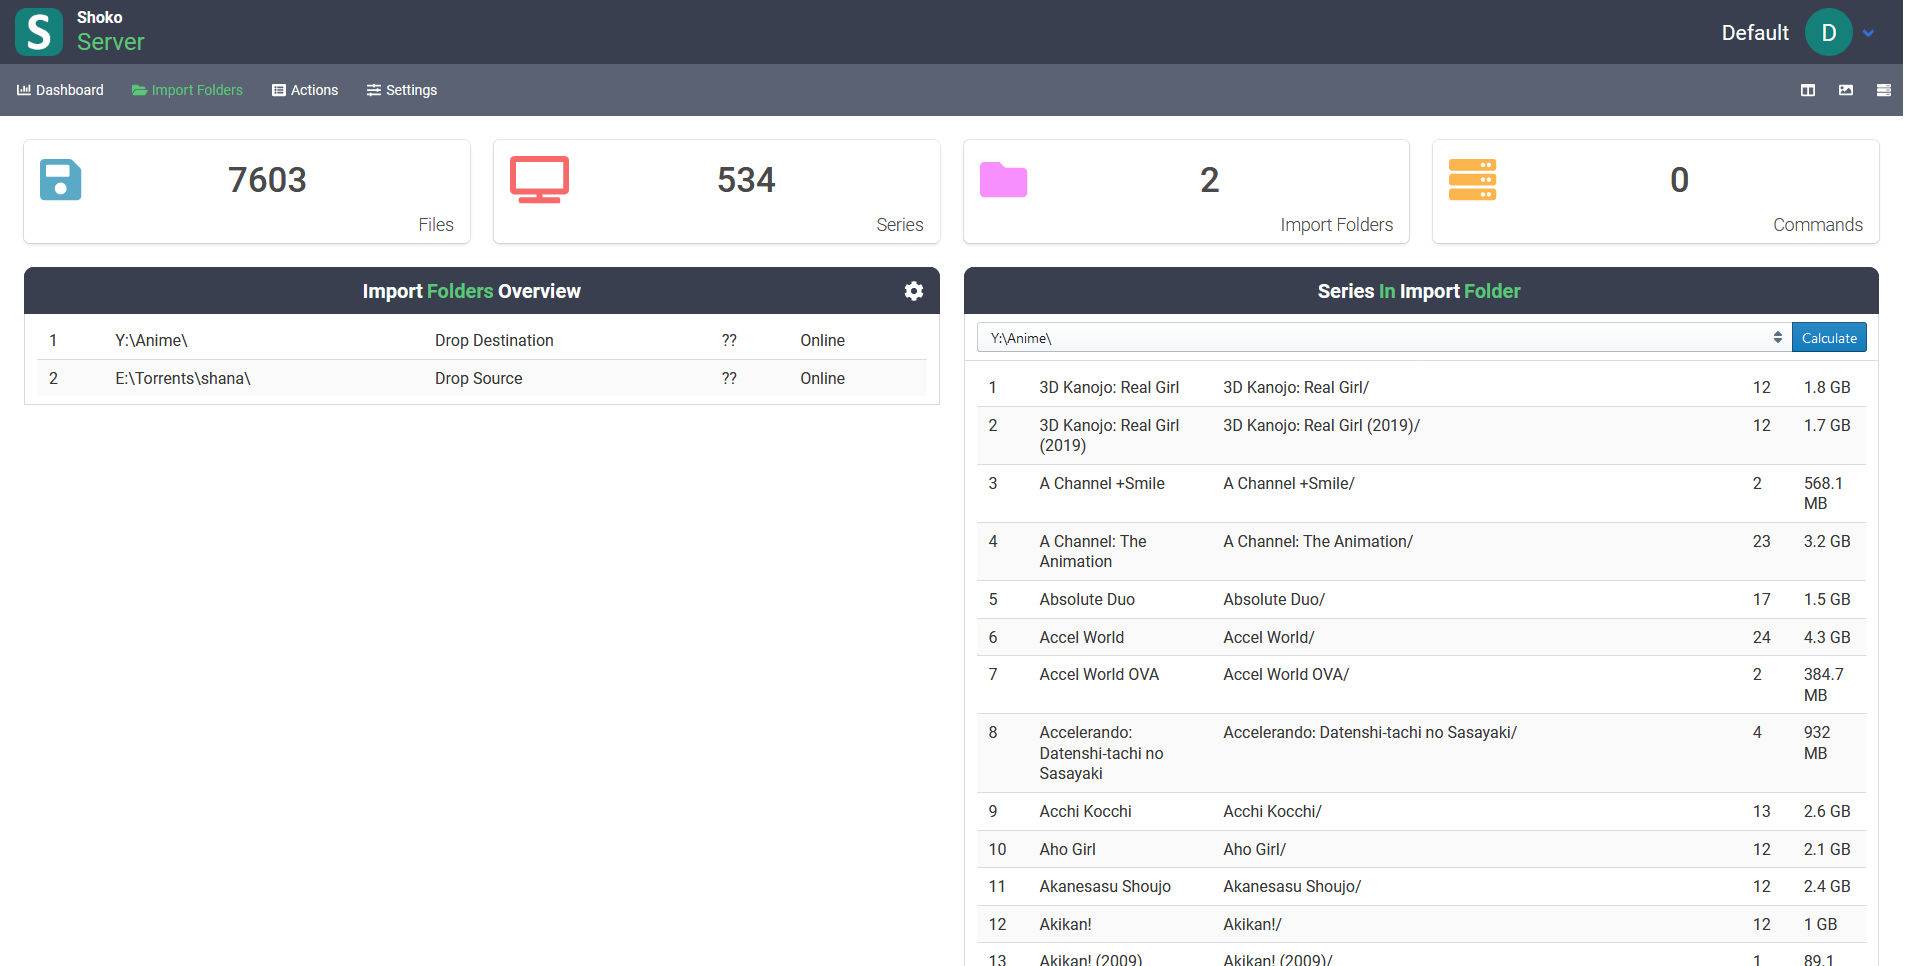 Shoko
Server
Default
D
Dashboard Import Folders Actions Settings
7603
Files
534
Series
2
Import Folders
0
Commands
Import Folders Overview
1 Y:\Anime\ Drop Destination ?? Online
2 E:\Torrents\shana\ Drop Source ?? Online
Series In Import Folder
Y:\Anime\ Calculate
1 3D Kanojo: Real Girl 3D Kanojo: Real Girl/ 12 1.8 GB
2 3D Kanojo: Real Girl 3D Kanojo: Real Girl (2019)/ 12 1.7 GB
(2019)
3 A Channel +Smile A Channel +Smile/ 2 568.1
MB
4 A Channel: The A Channel: The Animation/ 23 3.2 GB
Animation
5 Absolute Duo Absolute Duo/ 17 1.5 GB
6 Accel World Accel World/ 24 4.3 GB
7 Accel World OVA Accel World OVA/ 2 384.7
MB
8 Accelerando: Accelerando: Datenshi-tachi no Sasayaki/ 4 932
Datenshi-tachi no MB
Sasayaki
9 Acchi Kocchi Acchi Kocchi/ 13 2.6 GB
10 Aho Girl Aho Girl/ 12 2.1 GB
11 Akanesasu Shoujo Akanesasu Shoujo/ 12 2.4 GB
12 Akikan! Akikan!/ 12 1 GB
13 Akikan! (2009) Akikan! (2009)/ 1 89.1